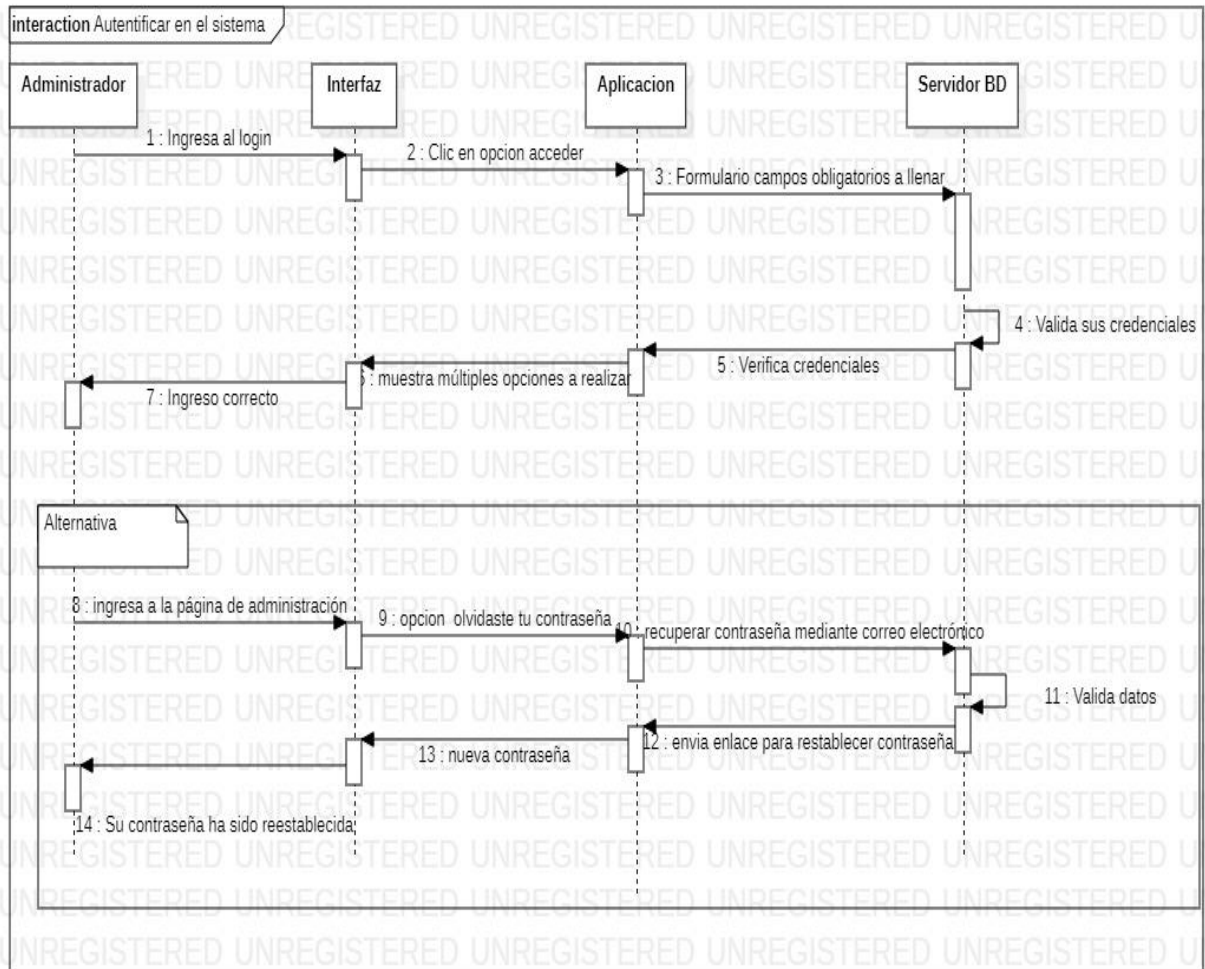 interaction Autentificar en el sistema
Administrador
Interfaz
Aplicacion
Servidor BD
1 : Ingresa al login
2 : Clic en opcion acceder
3 : Formulario campos obligatorios a llenar
4 : Valida sus credenciales
5 : Verifica credenciales
6 : muestra múltiples opciones a realizar
7 : Ingreso correcto
Alternativa
8 : ingresa a la página de administración
9 : opcion olvidaste tu contraseña
10 : recuperar contraseña mediante correo electrónico
11 : Valida datos
12 : envia enlace para restablecer contraseña
13 : nueva contraseña
14 : Su contraseña ha sido reestablecida
UNREGISTERED